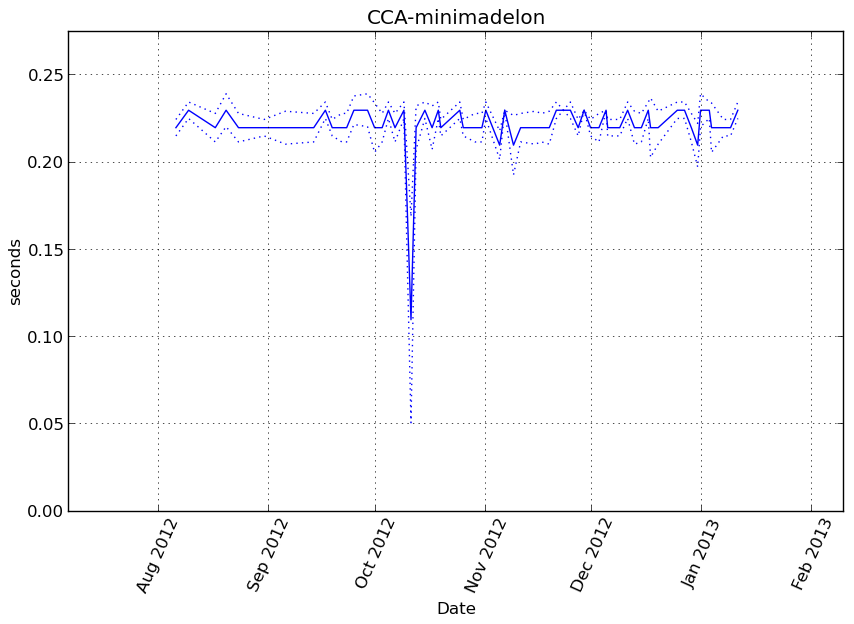 CCA-minimadelon
0.25
0.20
0.15
0.10
0.05
0.00
seconds
Aug 2012
Sep 2012
Oct 2012
Nov 2012
Dec 2012
Jan 2013
Feb 2013
Date